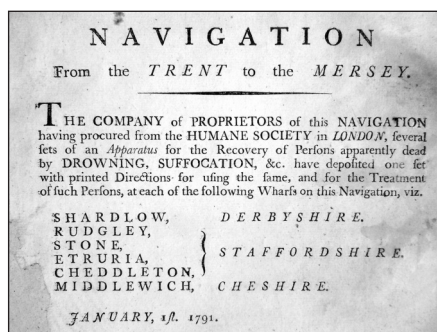 NAVIGATION
From the TRENT to the MERSEY.
THE COMPANY of PROPRIETORS of this NAVIGATION
having procured from the HUMANE SOCIETY in LONDON, ſeveral
ſets of an Apparatus for the Recovery of Perſons apparently dead
by DROWNING, SUFFOCATION, &c. have depoſited one ſet
with printed Directions for uſing the ſame, and for the Treatment
of ſuch Perſons, at each of the following Wharfs on this Navigation, viz.
SHARDLOW, DERBYSHIRE.
RUDGLEY,
STONE,
ETRURIA, STAFFORDSHIRE.
CHEDDLETON,
MIDDLEWICH, CHESHIRE.
JANUARY, 1ſt. 1791.